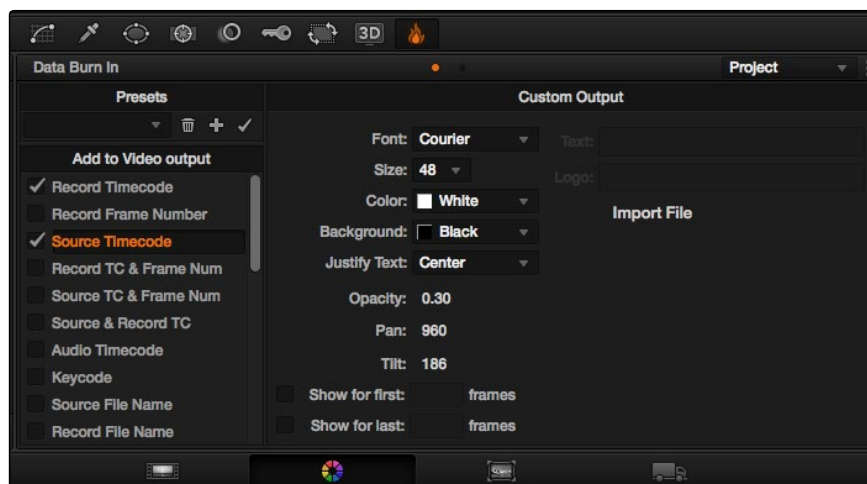 3D
Data Burn In
Project
Presets
Custom Output
Add to Video output
Record Timecode
Record Frame Number
Source Timecode
Record TC & Frame Num
Source TC & Frame Num
Source & Record TC
Audio Timecode
Keycode
Source File Name
Record File Name
Font: Courier
Size: 48
Color: White
Background: Black
Justify Text: Center
Opacity: 0.30
Pan: 960
Tilt: 186
Show for first: frames
Show for last: frames
Text:
Logo:
Import File